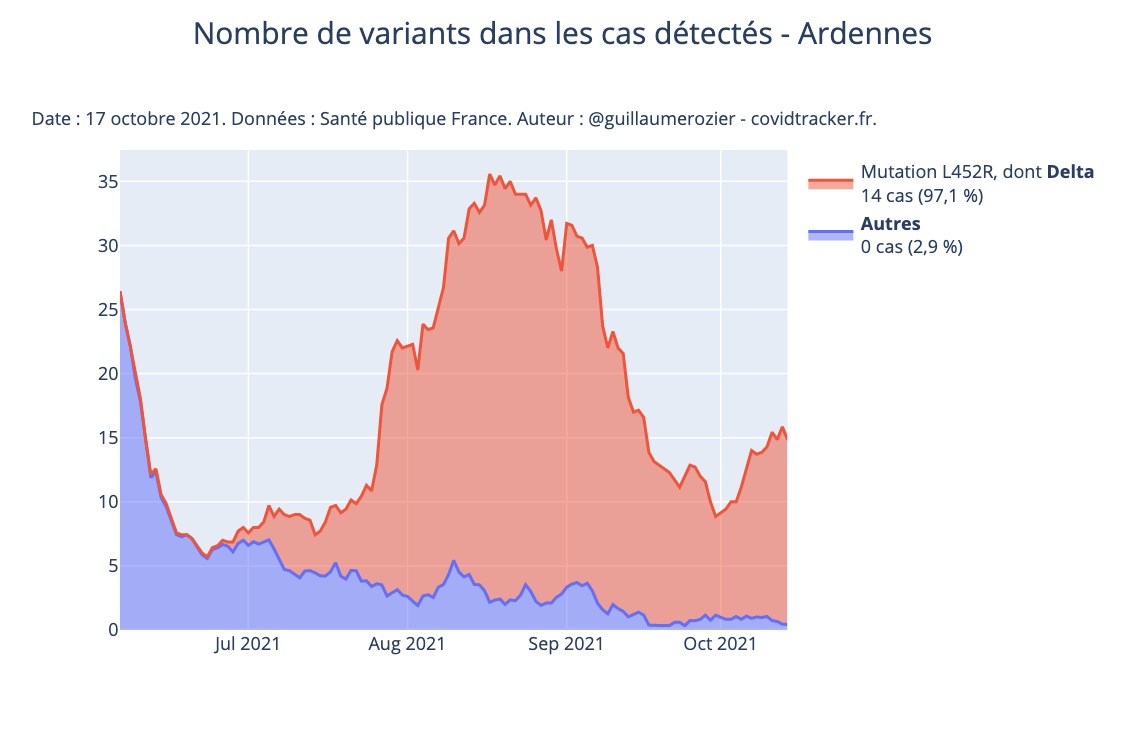 Nombre de variants dans les cas détectés - Ardennes
Date : 17 octobre 2021. Données : Santé publique France. Auteur : @guillaumerozier - covidtracker.fr.
Mutation L452R, dont Delta
14 cas (97,1 %)
Autres
0 cas (2,9 %)
35
30
25
20
15
10
5
0
Jul 2021
Aug 2021
Sep 2021
Oct 2021